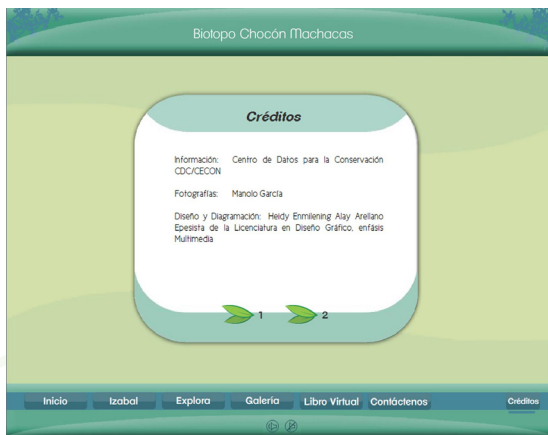 Biotopo Chocón Machacas
Créditos
Información: Centro de Datos para la Conservación
CDC/CECON
Fotografías: Manolo García
Diseño y Diagramación: Heidy Enmilening Alay Arellano
Epesista de la Licenciatura en Diseño Gráfico, enfásis
Multimedia
1 2
Inicio Izabal Explora Galería Libro Virtual Contáctenos Créditos